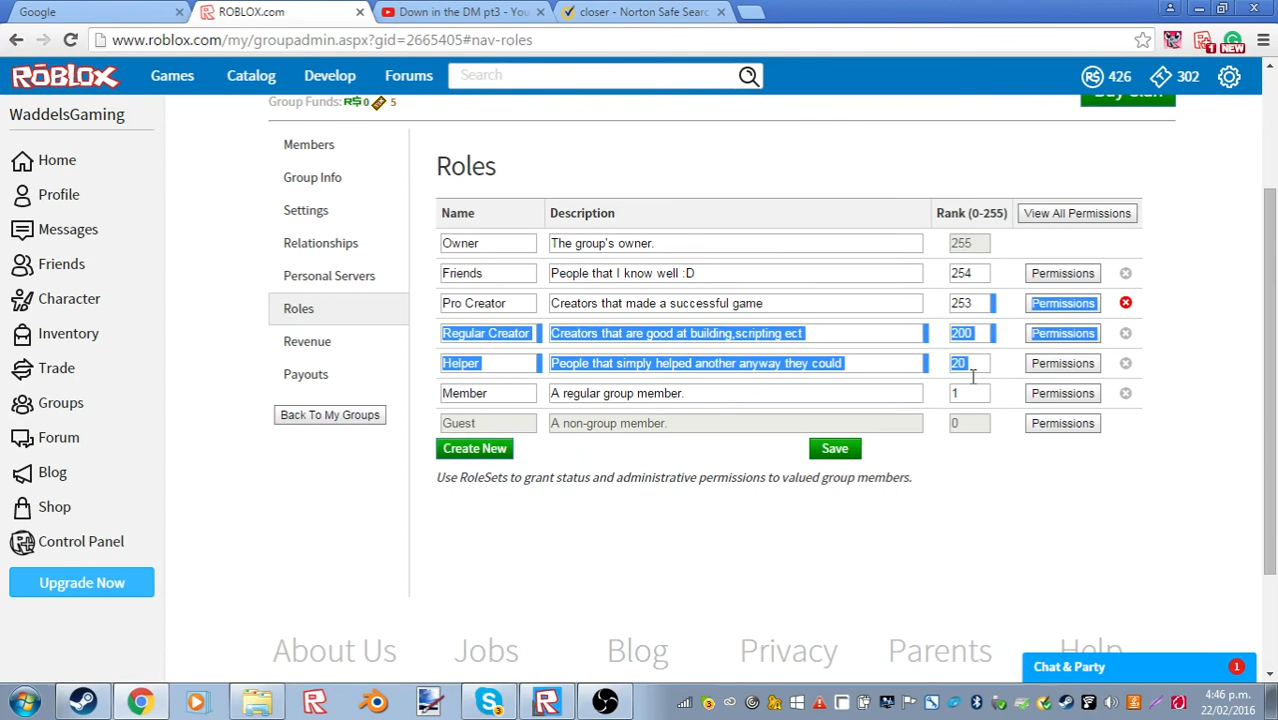 Google
ROBLOX.com
Down in the DM pt3 - You
closer - Norton Safe Searc
www.roblox.com/my/groupadmin.aspx?gid=2665405#nav-roles
1
NEW
ROBLOX Games Catalog Develop Forums Search R$ 426 302
WaddelsGaming
Home
Profile
Messages
Friends
Character
Inventory
Trade
Groups
Forum
Blog
Shop
Control Panel
Upgrade Now
Group Funds: R$ 0 5
Members
Group Info
Settings
Relationships
Personal Servers
Roles
Revenue
Payouts
Back To My Groups
Roles
Name Description Rank (0-255) View All Permissions
Owner The group's owner. 255
Friends People that I know well :D 254 Permissions
Pro Creator Creators that made a successful game 253 Permissions
Regular Creator Creators that are good at building,scripting ect 200 Permissions
Helper People that simply helped another anyway they could 20 Permissions
Member A regular group member. 1 Permissions
Guest A non-group member. 0 Permissions
Create New Save
Use RoleSets to grant status and administrative permissions to valued group members.
About Us Jobs Blog Privacy Parents Help
Chat & Party 1
4:46 p.m.
22/02/2016